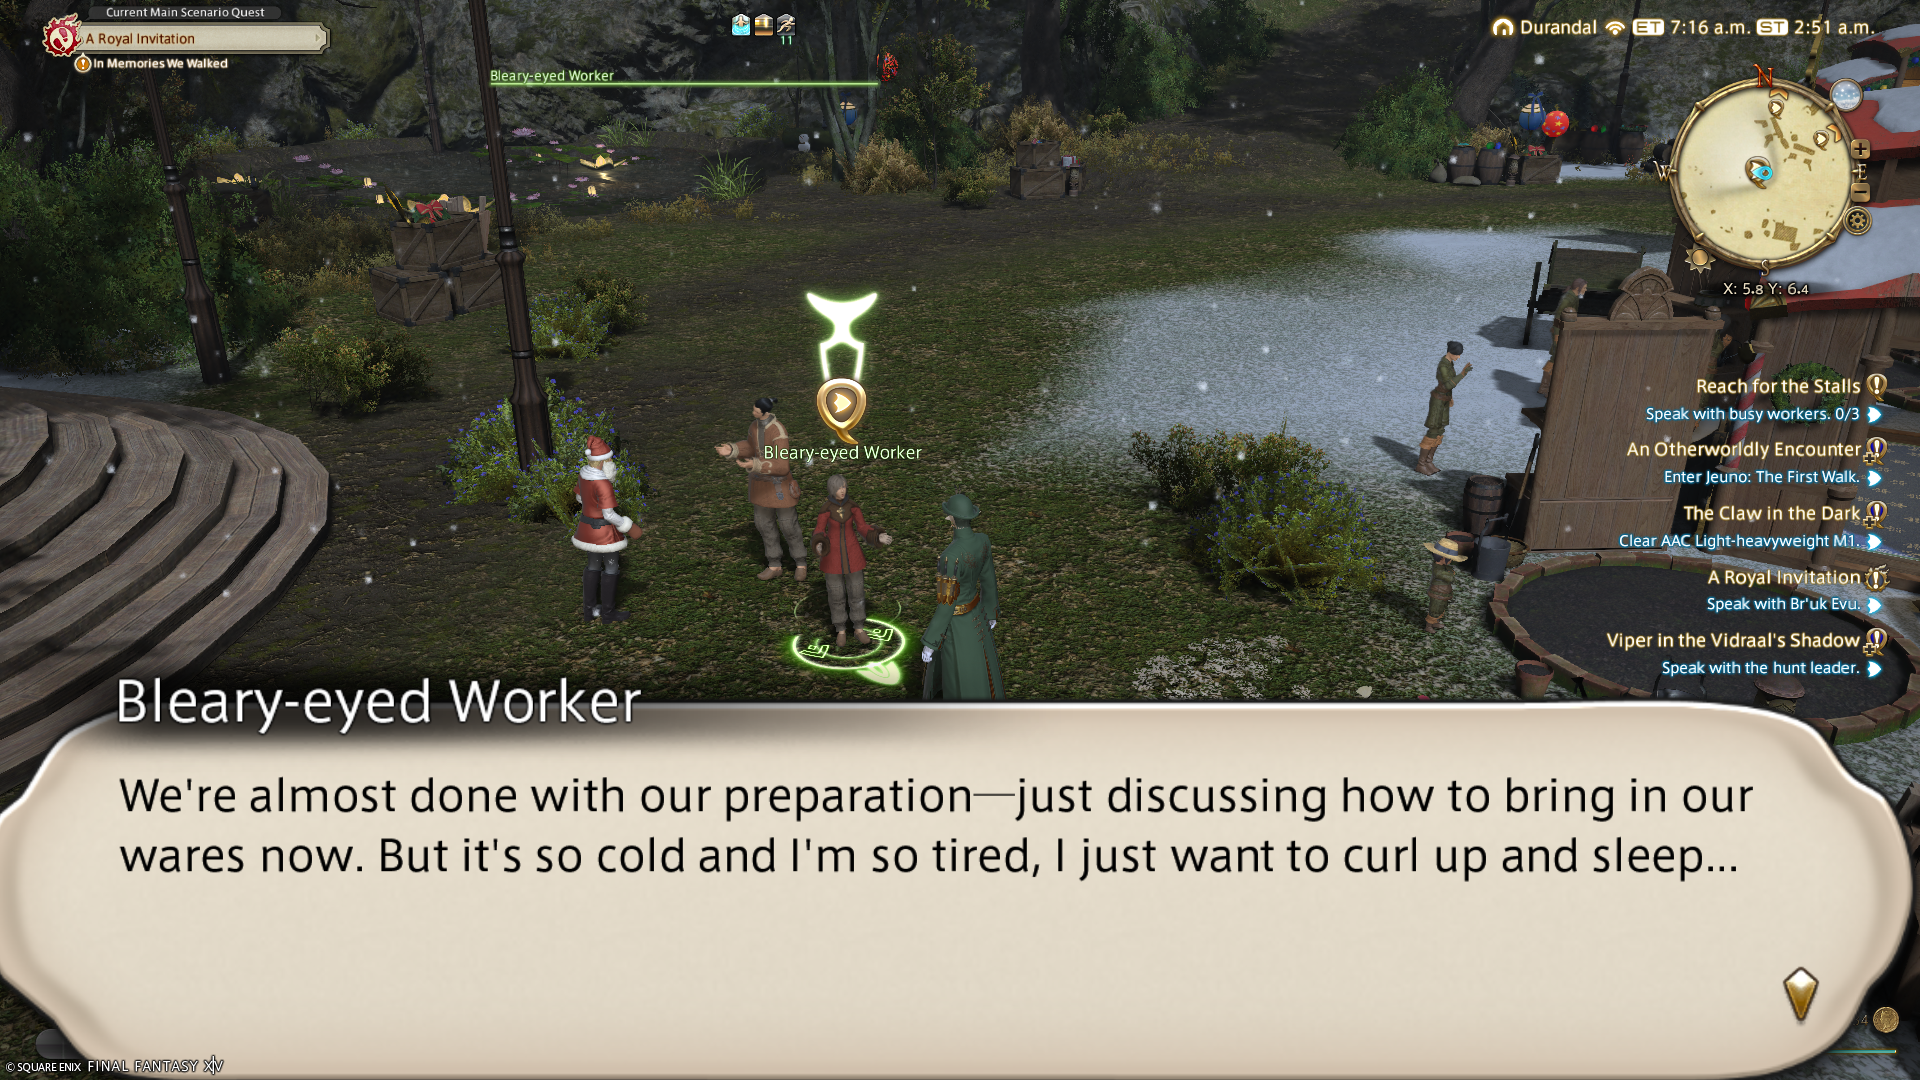 Current Main Scenario Quest
A Royal Invitation
In Memories We Walked
11
Bleary-eyed Worker
Durandal ET 7:16 a.m. ST 2:51 a.m.
N
W
E
S
X: 5.8 Y: 6.4
Reach for the Stalls
Speak with busy workers. 0/3
An Otherworldly Encounter
Enter Jeuno: The First Walk.
The Claw in the Dark
Clear AAC Light-heavyweight M1.
A Royal Invitation
Speak with Br'uk Evu.
Viper in the Vidraal's Shadow
Speak with the hunt leader.
Bleary-eyed Worker
Bleary-eyed Worker
We're almost done with our preparation—just discussing how to bring in our
wares now. But it's so cold and I'm so tired, I just want to curl up and sleep...
© SQUARE ENIX FINAL FANTASY XIV